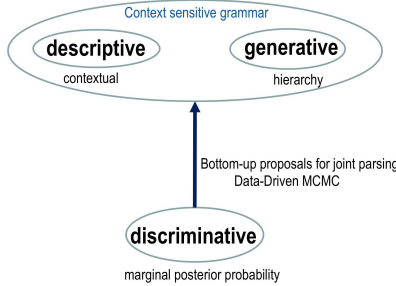 Context sensitive grammar
descriptive generative
contextual hierarchy
Bottom-up proposals for joint parsing
Data-Driven MCMC
discriminative
marginal posterior probability